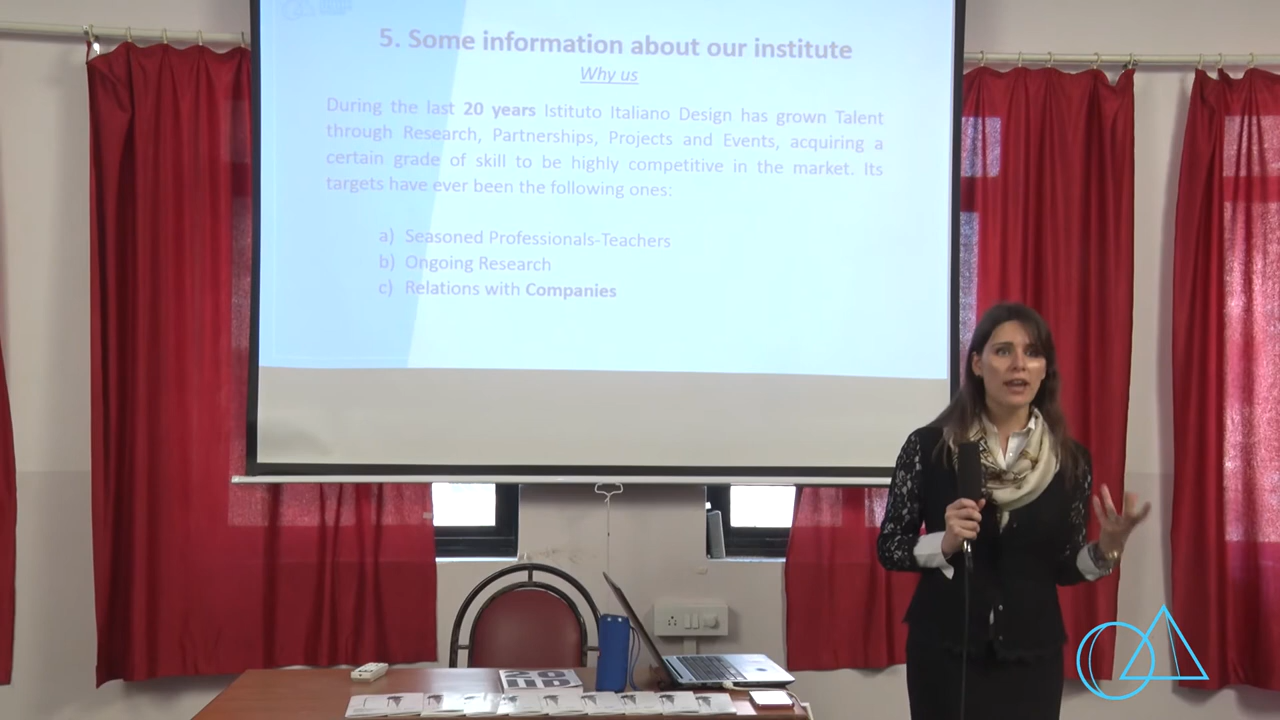 5. Some information about our institute
Why us
During the last 20 years Istituto Italiano Design has grown Talent
through Research, Partnerships, Projects and Events, acquiring a
certain grade of skill to be highly competitive in the market. Its
targets have ever been the following ones:
a) Seasoned Professionals-Teachers
b) Ongoing Research
c) Relations with Companies
20
IID